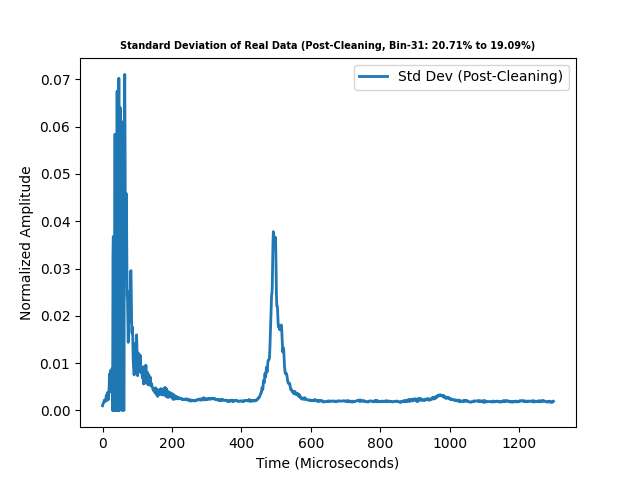 Standard Deviation of Real Data (Post-Cleaning, Bin-31: 20.71% to 19.09%)
Std Dev (Post-Cleaning)
Normalized Amplitude
0.07
0.06
0.05
0.04
0.03
0.02
0.01
0.00
0 200 400 600 800 1000 1200
Time (Microseconds)